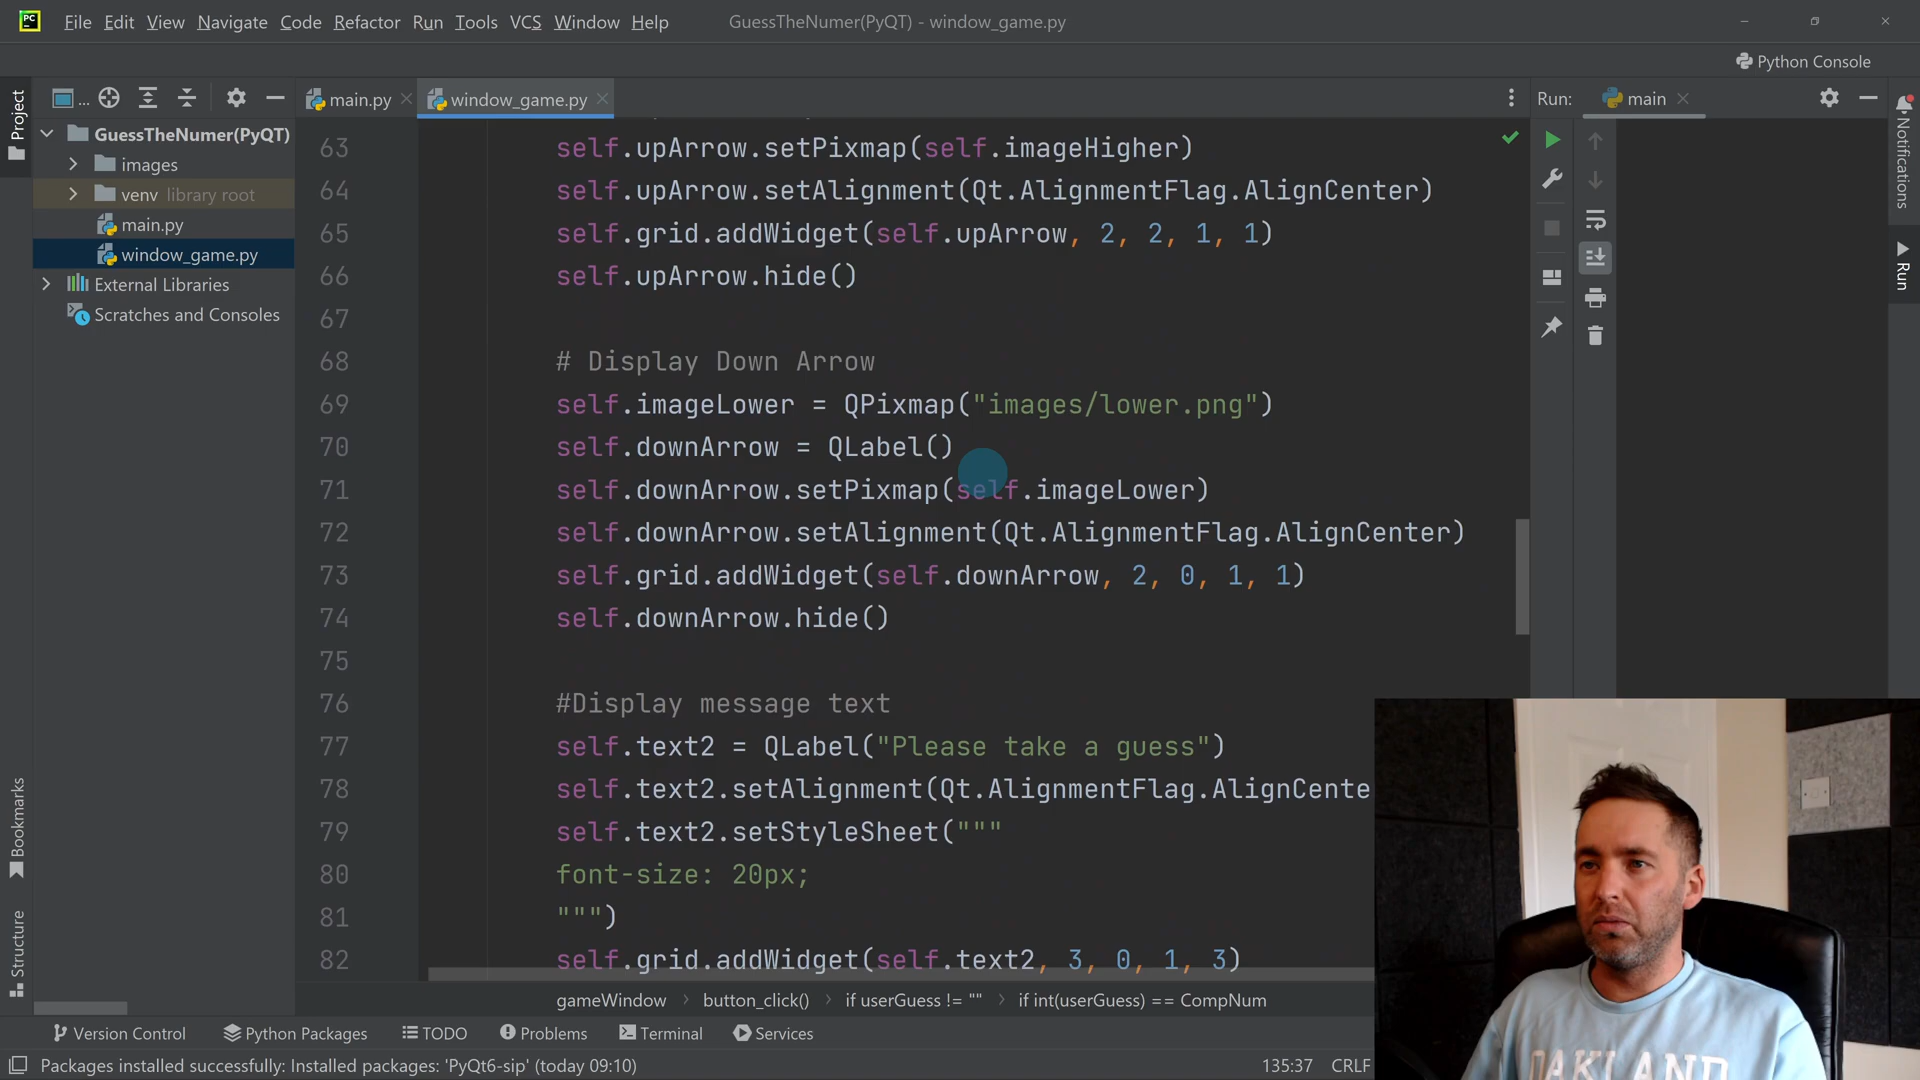 PC File Edit View Navigate Code Refactor Run Tools VCS Window Help GuessTheNumer(PyQT) - window_game.py
Python Console
Project ... main.py window_game.py Run: main
GuessTheNumer(PyQT)
images
venv library root
main.py
window_game.py
External Libraries
Scratches and Consoles
63 self.upArrow.setPixmap(self.imageHigher)
64 self.upArrow.setAlignment(Qt.AlignmentFlag.AlignCenter)
65 self.grid.addWidget(self.upArrow, 2, 2, 1, 1)
66 self.upArrow.hide()
67
68 # Display Down Arrow
69 self.imageLower = QPixmap("images/lower.png")
70 self.downArrow = QLabel()
71 self.downArrow.setPixmap(self.imageLower)
72 self.downArrow.setAlignment(Qt.AlignmentFlag.AlignCenter)
73 self.grid.addWidget(self.downArrow, 2, 0, 1, 1)
74 self.downArrow.hide()
75
76 #Display message text
77 self.text2 = QLabel("Please take a guess")
78 self.text2.setAlignment(Qt.AlignmentFlag.AlignCente
79 self.text2.setStyleSheet("""
80 font-size: 20px;
81 """)
82 self.grid.addWidget(self.text2, 3, 0, 1, 3)
Notifications
Run
Bookmarks
Structure
gameWindow › button_click() › if userGuess != "" › if int(userGuess) == CompNum
Version Control Python Packages TODO Problems Terminal Services
Packages installed successfully: Installed packages: 'PyQt6-sip' (today 09:10) 135:37 CRLF
OAKLAND